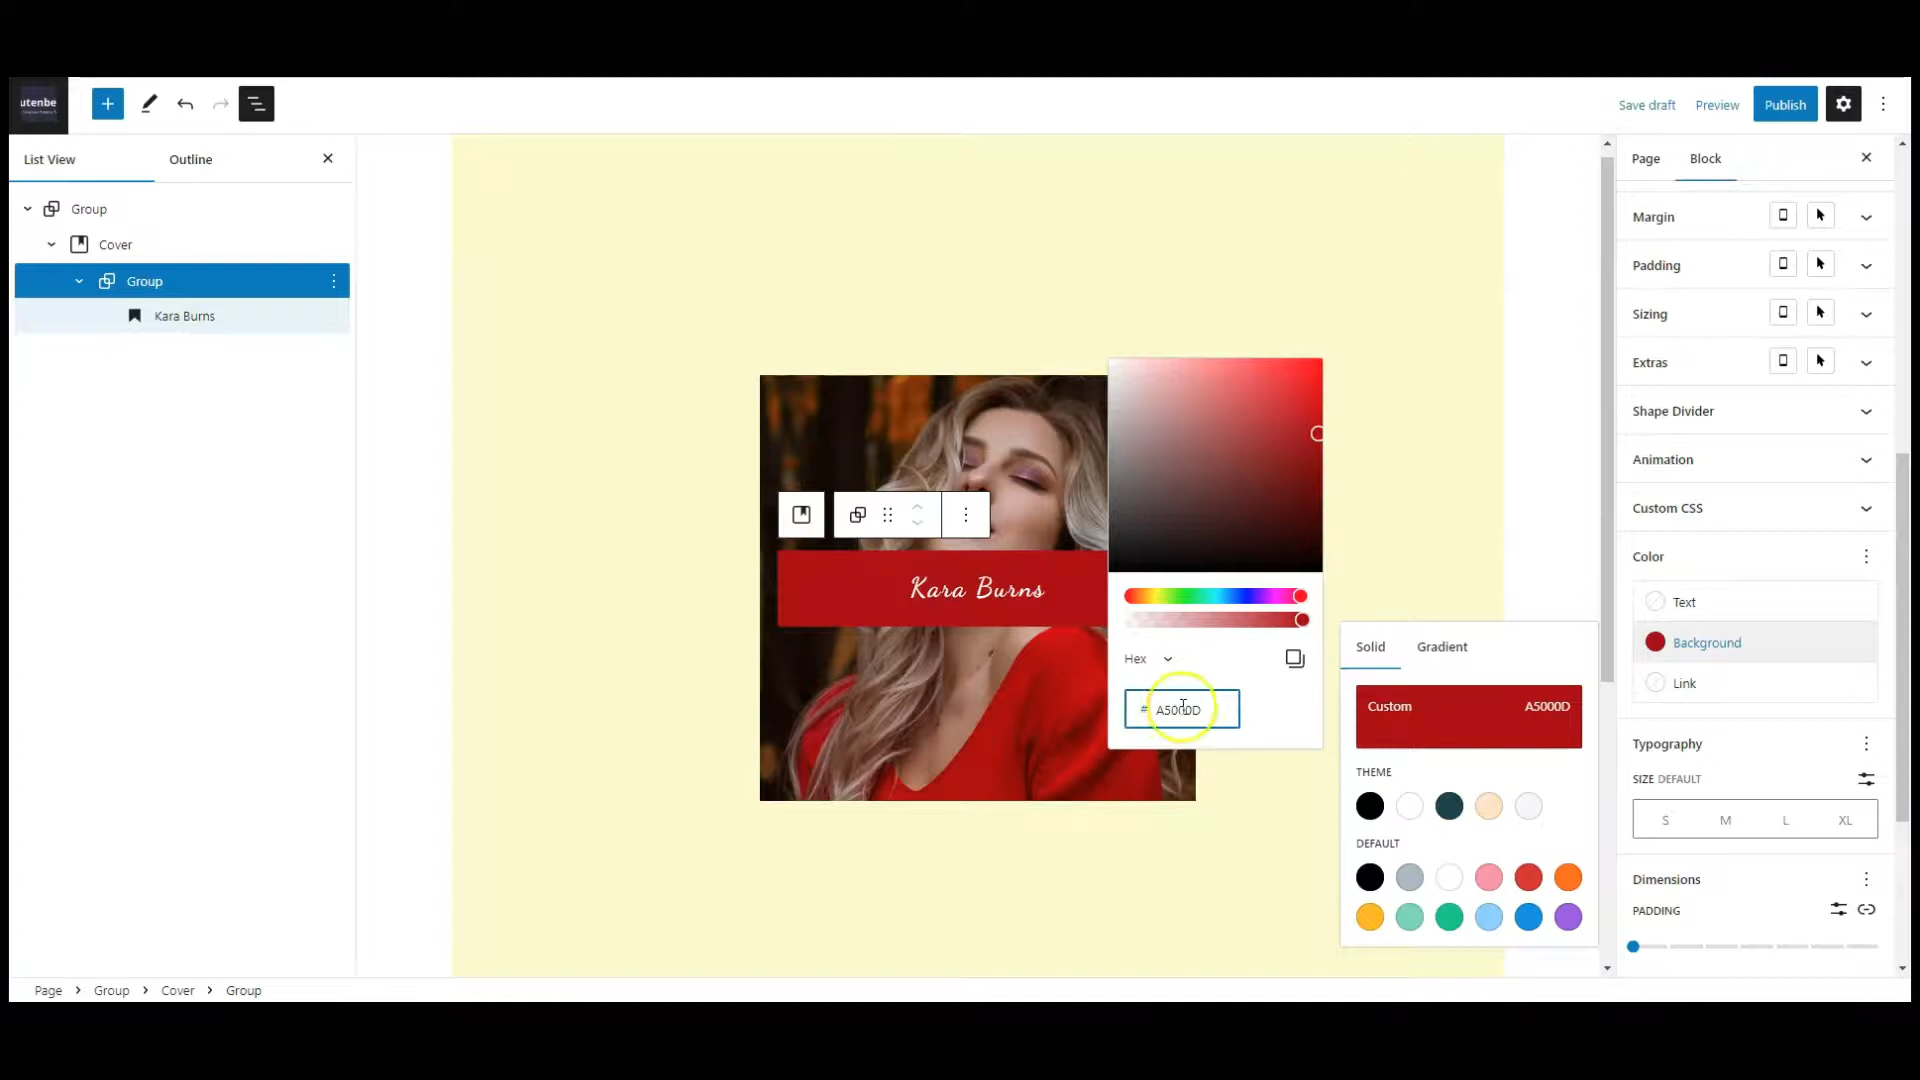 utenbe
Save draft
Preview
Publish
List View
Outline
Group
Cover
Group
Kara Burns
Kara Burns
Hex
# A5000D
Solid
Gradient
Custom
A5000D
THEME
DEFAULT
Page
Block
Margin
Padding
Sizing
Extras
Shape Divider
Animation
Custom CSS
Color
Text
Background
Link
Typography
SIZE DEFAULT
S M L XL
Dimensions
PADDING
Page > Group > Cover > Group